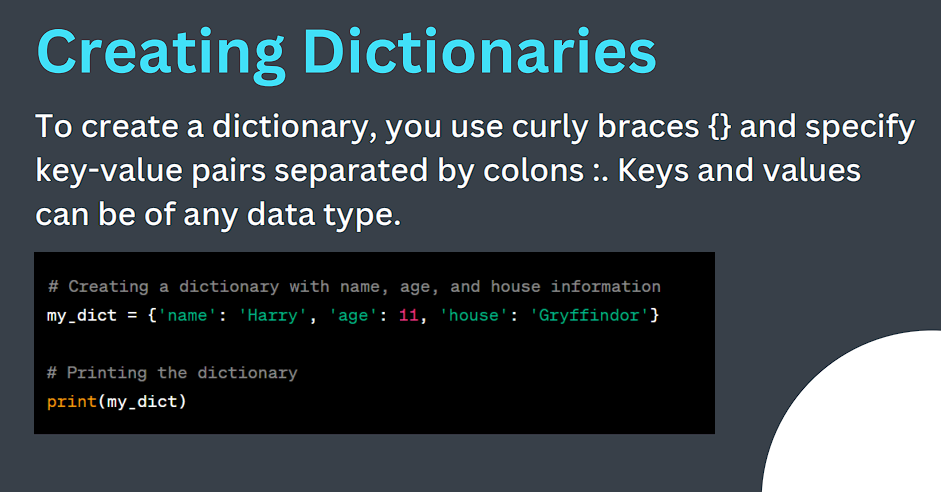 Creating Dictionaries
To create a dictionary, you use curly braces {} and specify
key-value pairs separated by colons :. Keys and values
can be of any data type.
# Creating a dictionary with name, age, and house information
my_dict = {'name': 'Harry', 'age': 11, 'house': 'Gryffindor'}
# Printing the dictionary
print(my_dict)